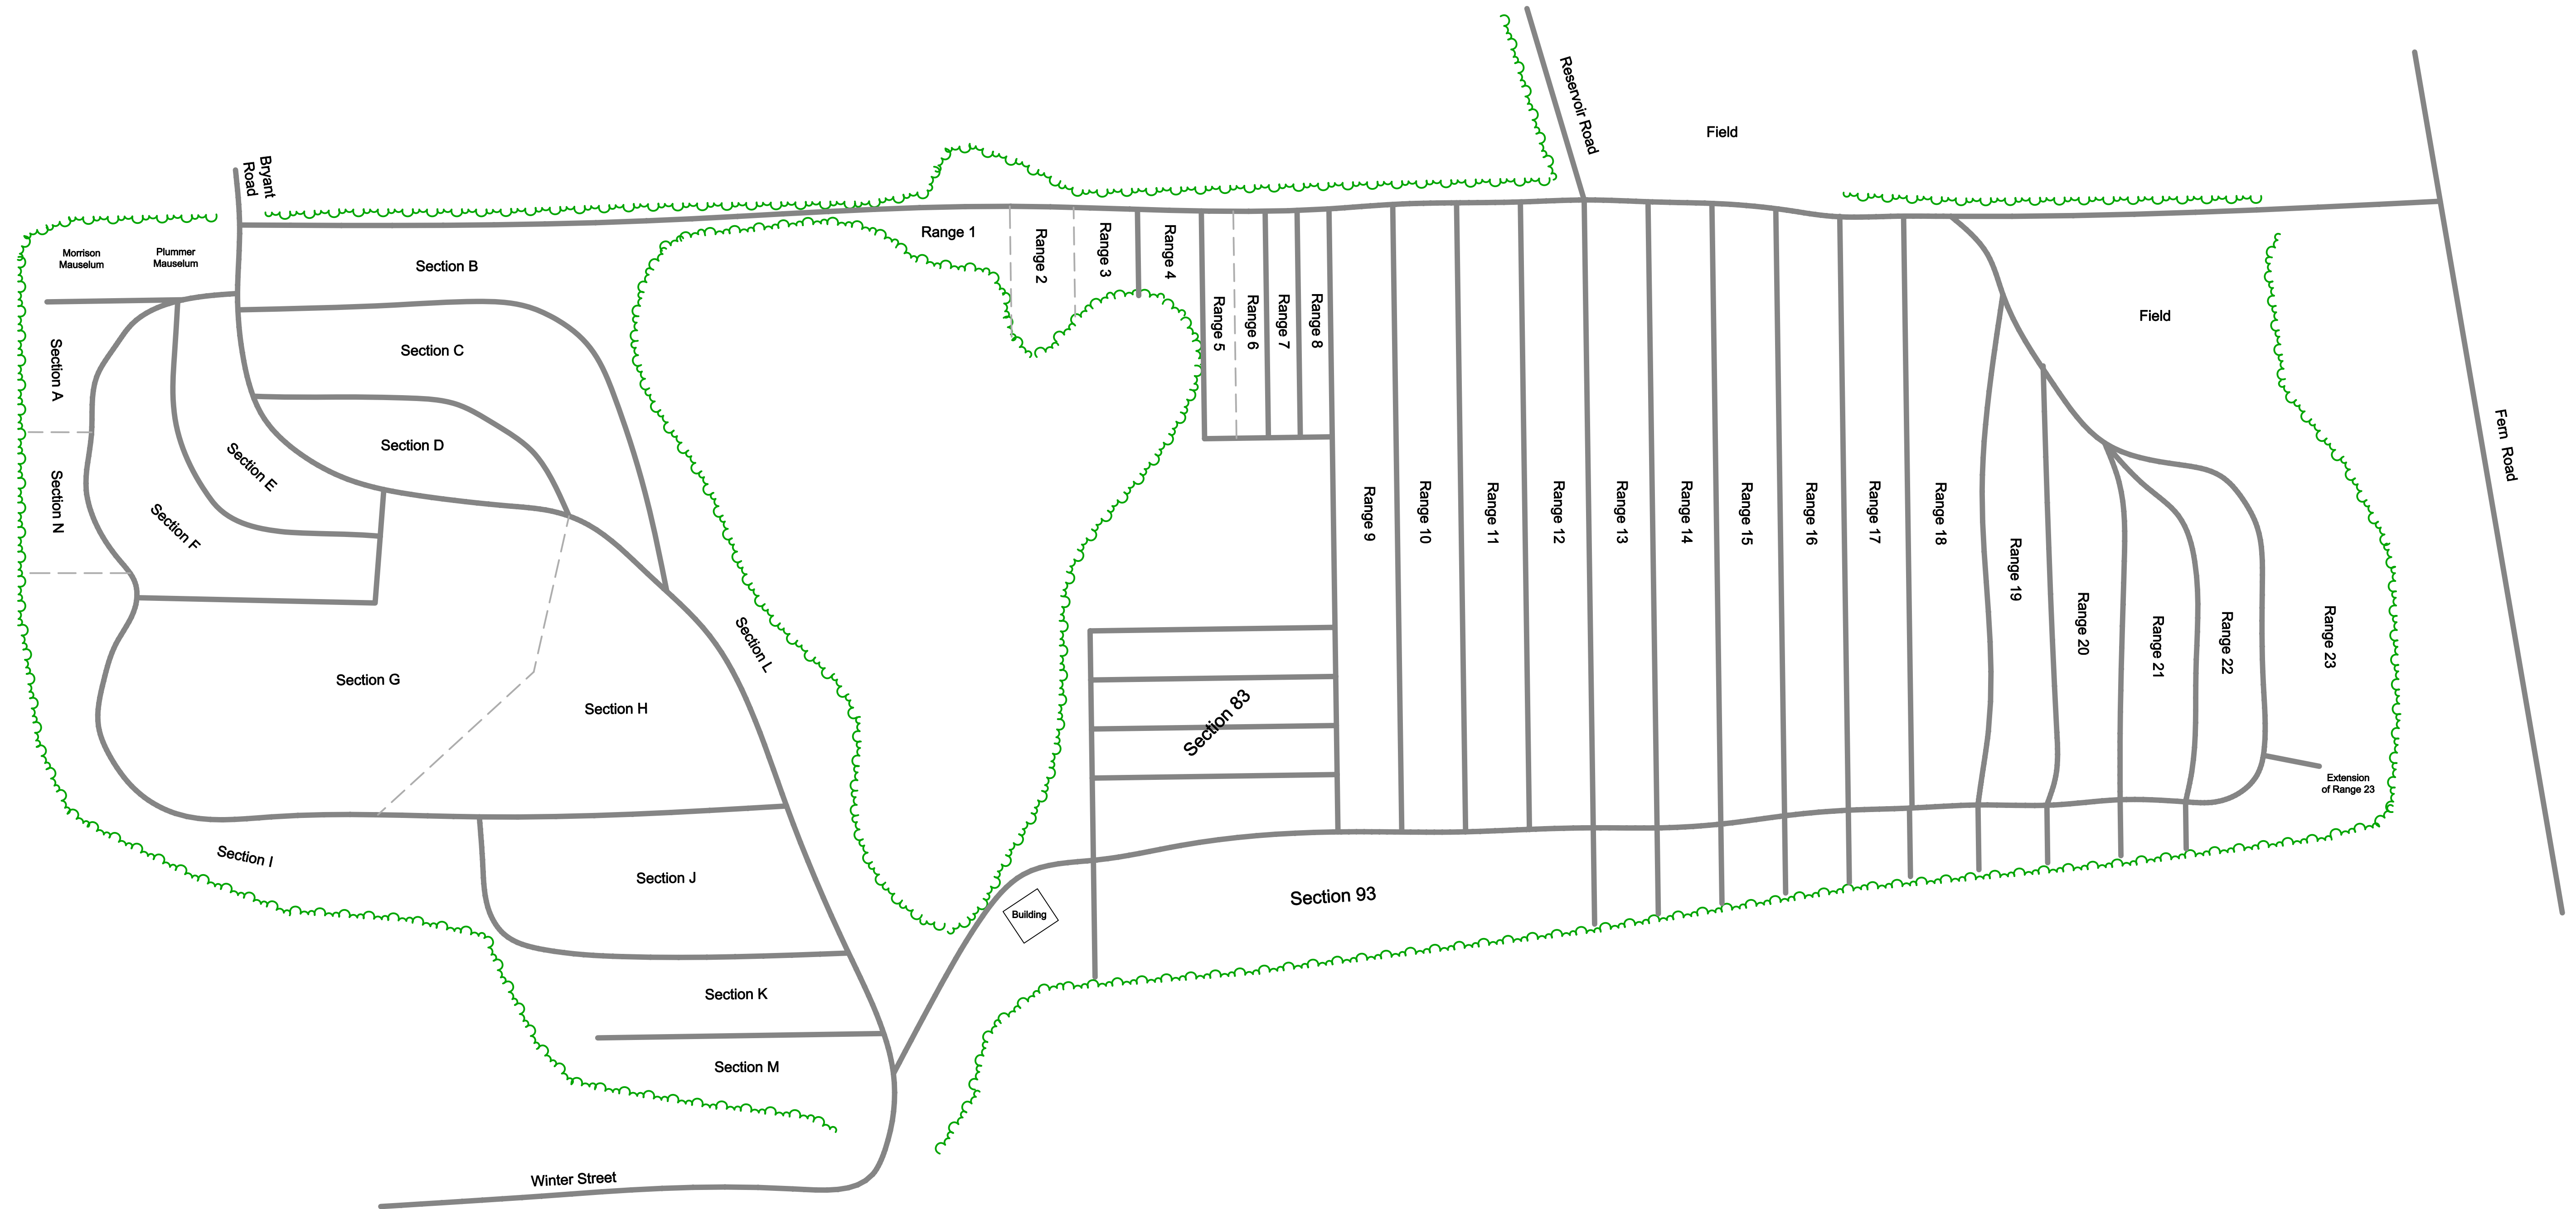 Reservoir Road
Field
Bryant
Road
Morrison
Mauselum
Plummer
Mauselum
Section B
Range 1
Range 2
Range 3
Range 4
Range 5
Range 6
Range 7
Range 8
Field
Section A
Section C
Section D
Section E
Section N
Section F
Fern Road
Range 9
Range 10
Range 11
Range 12
Range 13
Range 14
Range 15
Range 16
Range 17
Range 18
Range 19
Range 20
Range 21
Range 22
Range 23
Section L
Section G
Section H
Section 83
Extension
of Range 23
Section I
Section J
Section 93
Building
Section K
Section M
Winter Street